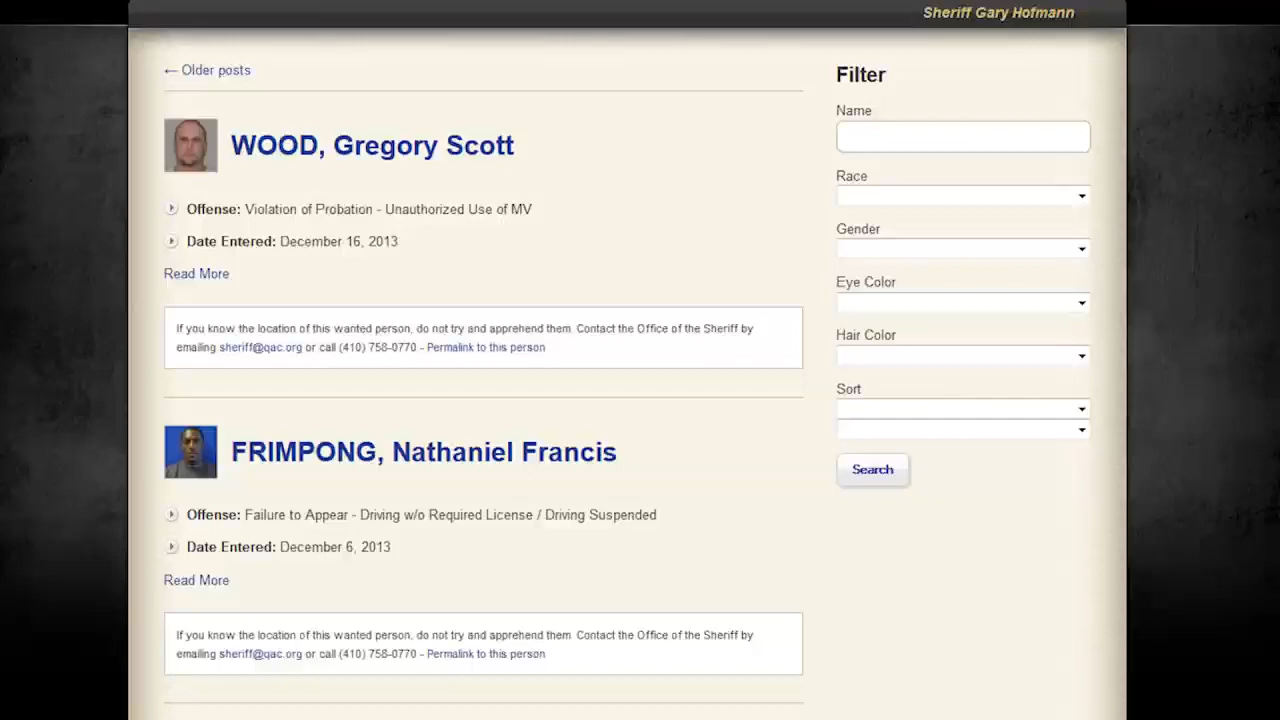 Sheriff Gary Hofmann
← Older posts
WOOD, Gregory Scott
Offense: Violation of Probation - Unauthorized Use of MV
Date Entered: December 16, 2013
Read More
If you know the location of this wanted person, do not try and apprehend them. Contact the Office of the Sheriff by
emailing sheriff@qac.org or call (410) 758-0770 - Permalink to this person
FRIMPONG, Nathaniel Francis
Offense: Failure to Appear - Driving w/o Required License / Driving Suspended
Date Entered: December 6, 2013
Read More
If you know the location of this wanted person, do not try and apprehend them. Contact the Office of the Sheriff by
emailing sheriff@qac.org or call (410) 758-0770 - Permalink to this person
Filter
Name
Race
Gender
Eye Color
Hair Color
Sort
Search